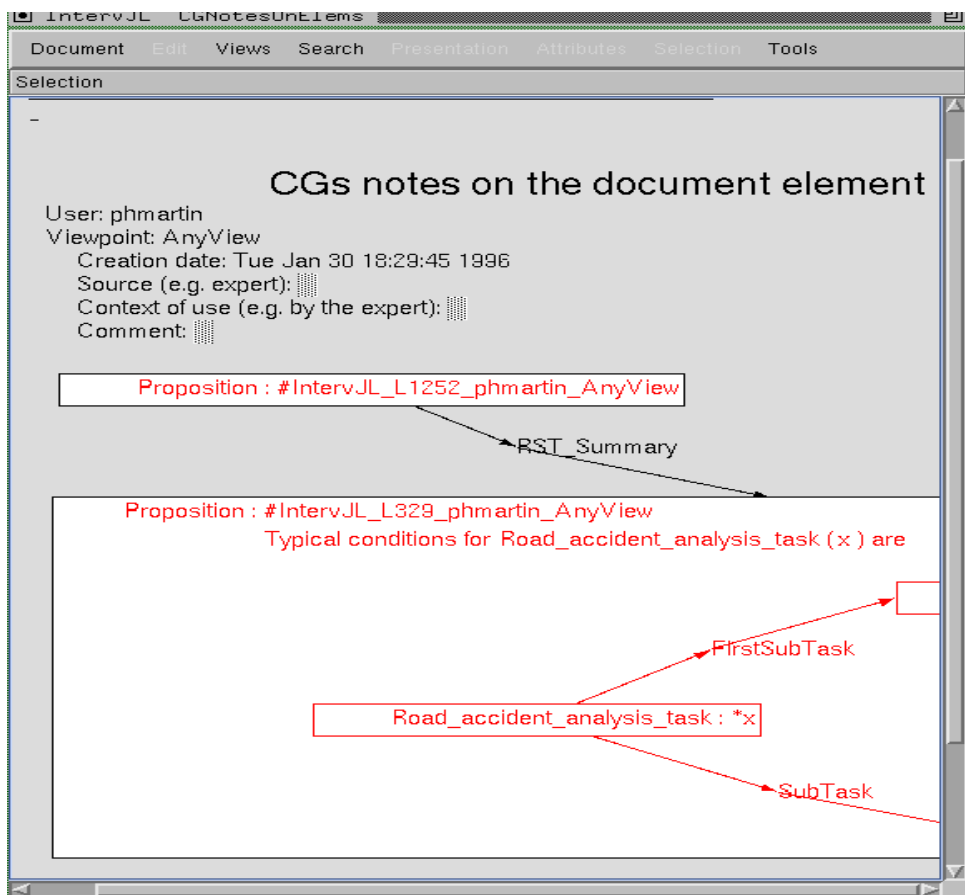 IntervJL CGNotesOnElems
Document Edit Views Search Presentation Attributes Selection Tools
Selection
CGs notes on the document element
User: phmartin
Viewpoint: AnyView
Creation date: Tue Jan 30 18:29:45 1996
Source (e.g. expert):
Context of use (e.g. by the expert):
Comment:
Proposition : #IntervJL_L1252_phmartin_AnyView
RST_Summary
Proposition : #IntervJL_L329_phmartin_AnyView
Typical conditions for Road_accident_analysis_task ( x ) are
FirstSubTask
Road_accident_analysis_task : *x
SubTask